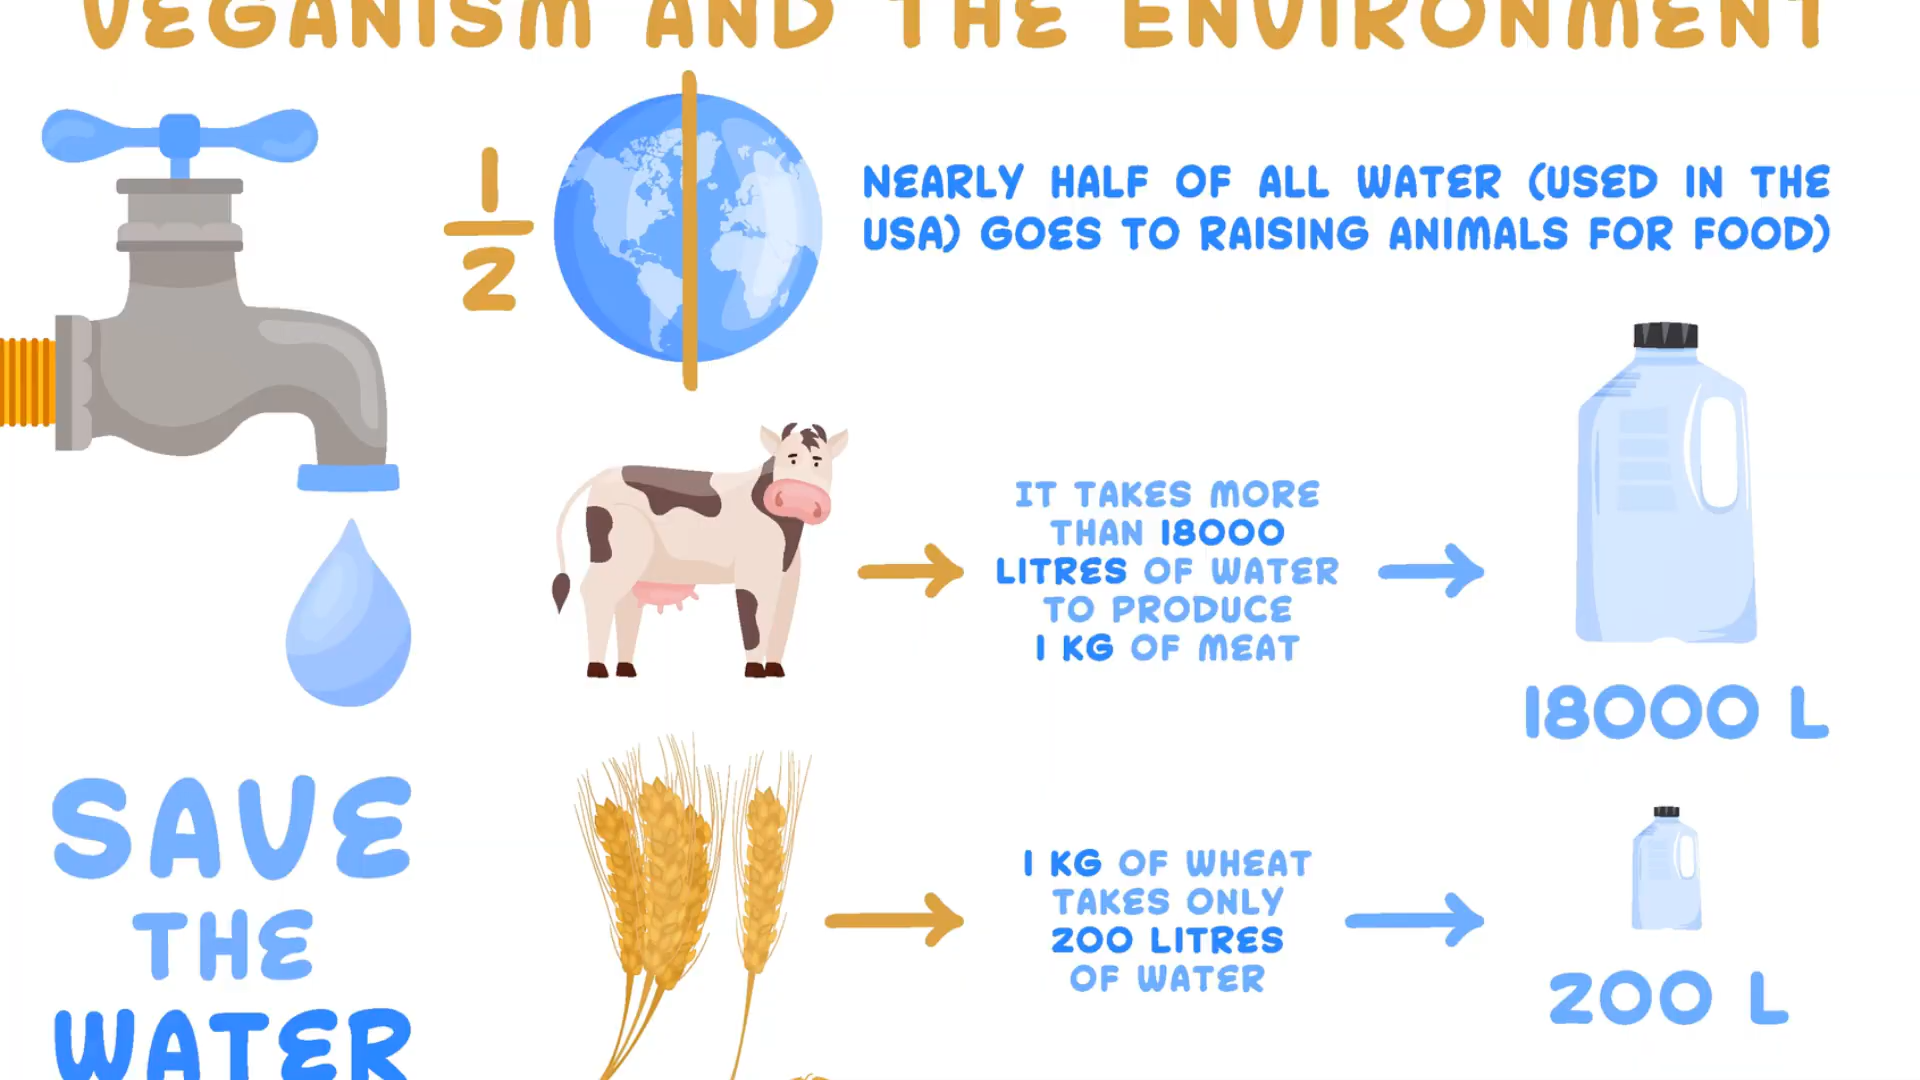 VEGANISM AND THE ENVIRONMENT
1
2
NEARLY HALF OF ALL WATER (USED IN THE
USA) GOES TO RAISING ANIMALS FOR FOOD)
IT TAKES MORE
THAN 18000
LITRES OF WATER
TO PRODUCE
1 KG OF MEAT
18000 L
SAVE
THE
WATER
1 KG OF WHEAT
TAKES ONLY
200 LITRES
OF WATER
200 L